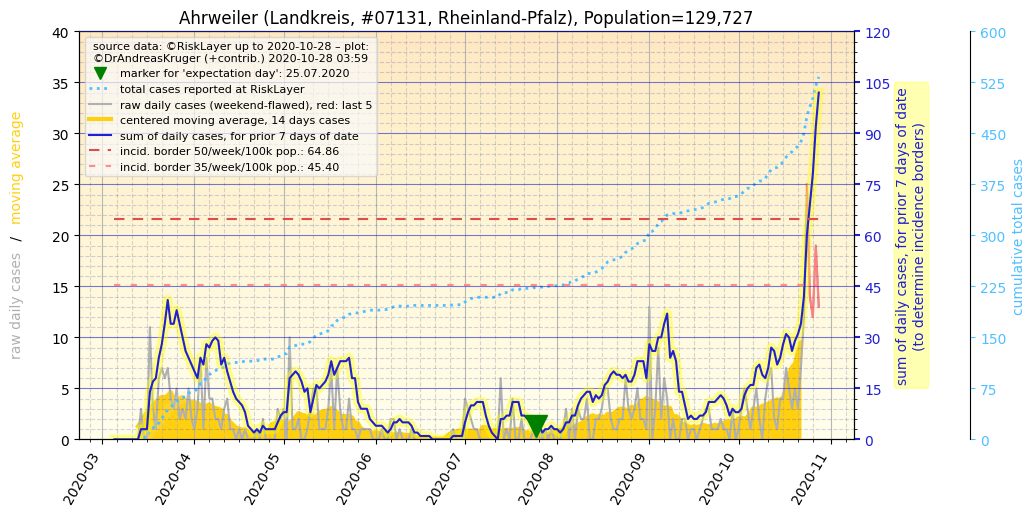 Ahrweiler (Landkreis, #07131, Rheinland-Pfalz), Population=129,727
source data: ©RiskLayer up to 2020-10-28 – plot:
©DrAndreasKruger (+contrib.) 2020-10-28 03:59
marker for 'expectation day': 25.07.2020
total cases reported at RiskLayer
raw daily cases (weekend-flawed), red: last 5
centered moving average, 14 days cases
sum of daily cases, for prior 7 days of date
incid. border 50/week/100k pop.: 64.86
incid. border 35/week/100k pop.: 45.40
raw daily cases / moving average
40
35
30
25
20
15
10
5
0
2020-03
2020-04
2020-05
2020-06
2020-07
2020-08
2020-09
2020-10
2020-11
120
105
90
75
60
45
30
15
0
sum of daily cases, for prior 7 days of date
(to determine incidence borders)
600
525
450
375
300
225
150
75
0
cumulative total cases